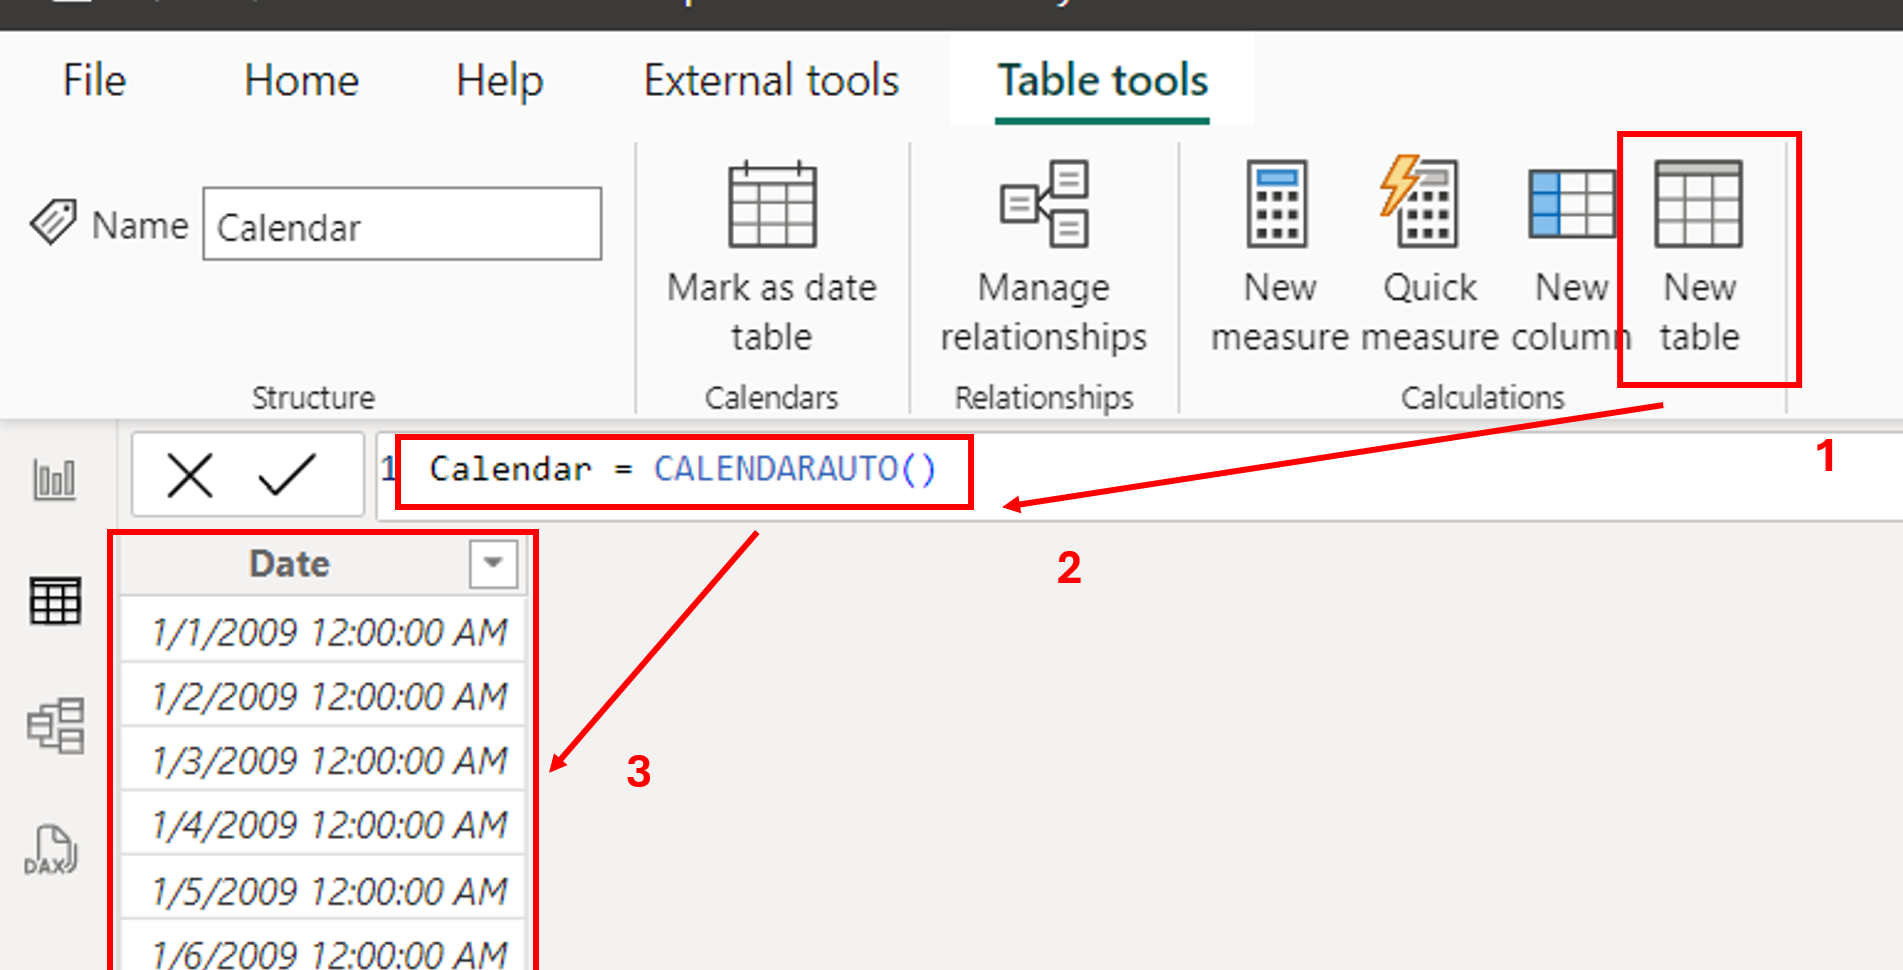 File Home Help External tools Table tools
Name Calendar
Mark as date
table
Manage
relationships
New
measure
Quick
measure
New
column
New
table
Structure Calendars Relationships Calculations
1 Calendar = CALENDARAUTO()
1
2
3
Date
1/1/2009 12:00:00 AM
1/2/2009 12:00:00 AM
1/3/2009 12:00:00 AM
1/4/2009 12:00:00 AM
1/5/2009 12:00:00 AM
1/6/2009 12:00:00 AM
DAX